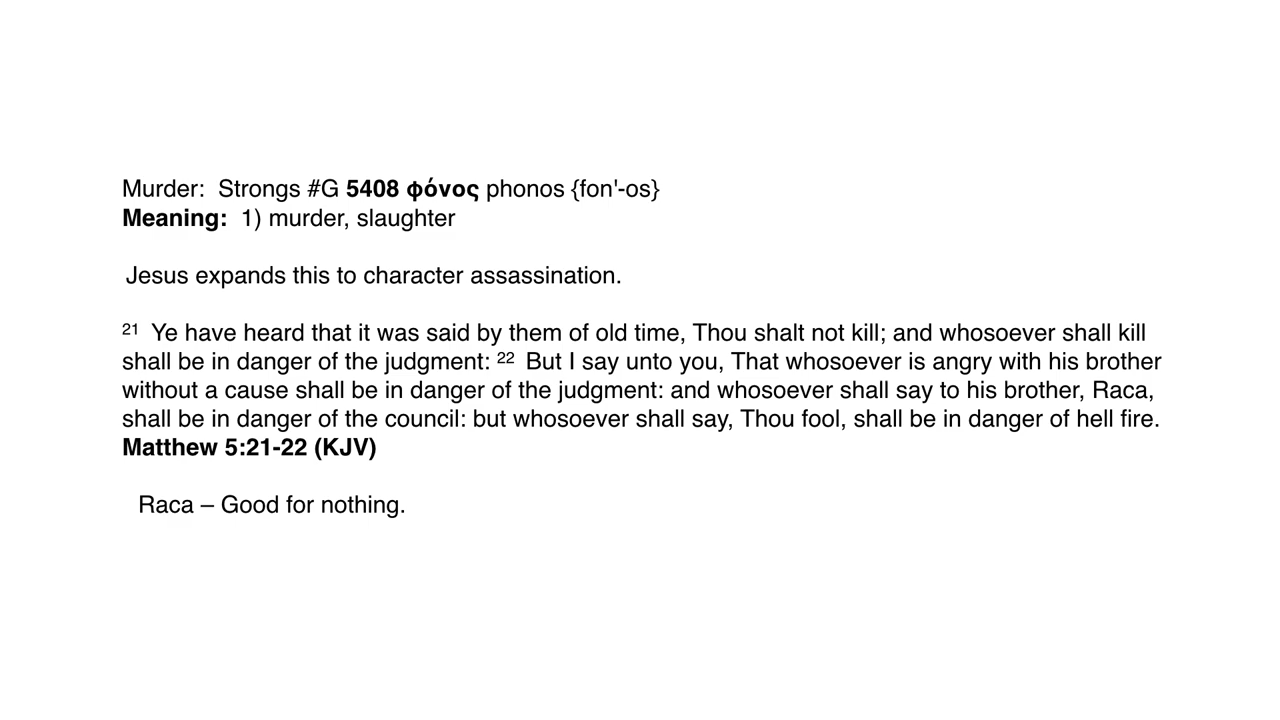 Murder:  Strongs #G 5408 φόνος phonos {fon'-os}
Meaning:  1) murder, slaughter
Jesus expands this to character assassination.
21  Ye have heard that it was said by them of old time, Thou shalt not kill; and whosoever shall kill
shall be in danger of the judgment: 22  But I say unto you, That whosoever is angry with his brother
without a cause shall be in danger of the judgment: and whosoever shall say to his brother, Raca,
shall be in danger of the council: but whosoever shall say, Thou fool, shall be in danger of hell fire.
Matthew 5:21-22 (KJV)
Raca – Good for nothing.